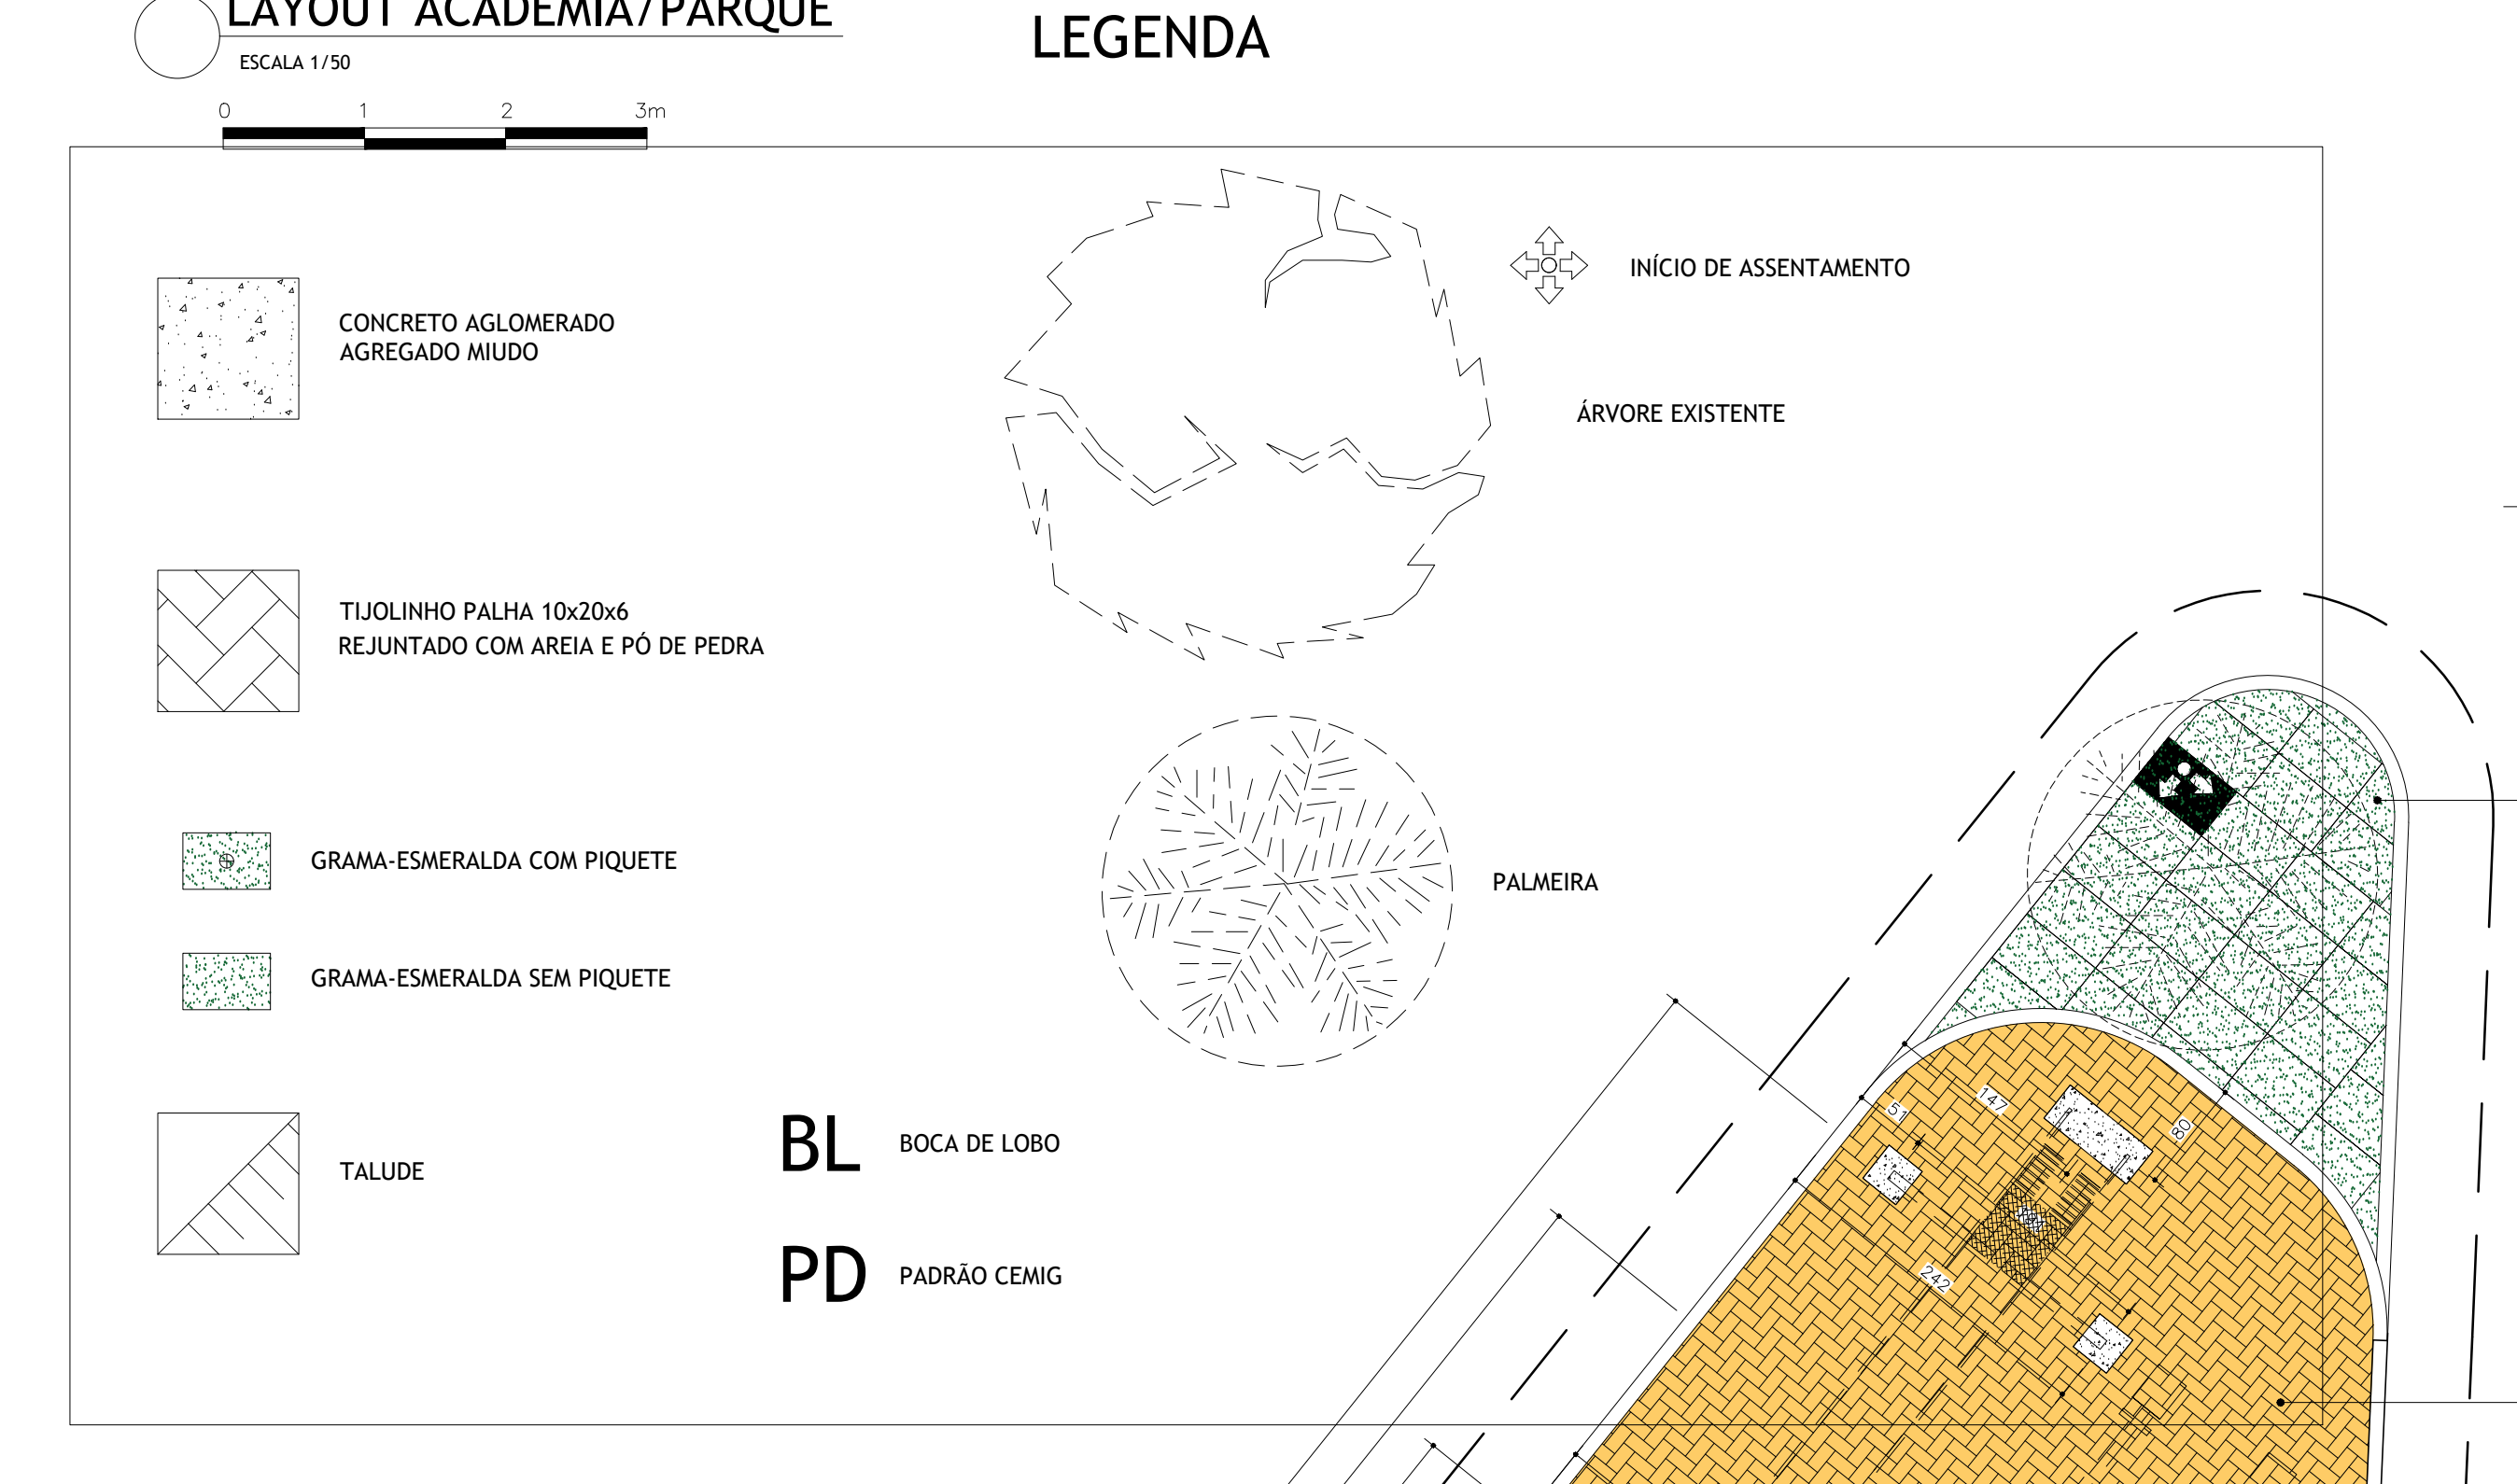 LAYOUT ACADEMIA/PARQUE
ESCALA 1/50
0 1 2 3m
LEGENDA
CONCRETO AGLOMERADO
AGREGADO MIUDO
TIJOLINHO PALHA 10x20x6
REJUNTADO COM AREIA E PÓ DE PEDRA
GRAMA-ESMERALDA COM PIQUETE
GRAMA-ESMERALDA SEM PIQUETE
TALUDE
INÍCIO DE ASSENTAMENTO
ÁRVORE EXISTENTE
PALMEIRA
BL BOCA DE LOBO
PD PADRÃO CEMIG
51
147
80
242